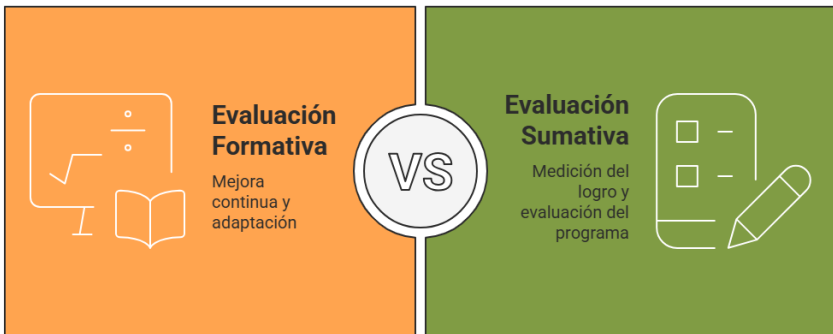 Evaluación
Formativa
Mejora
continua y
adaptación
VS
Evaluación
Sumativa
Medición del
logro y
evaluación del
programa